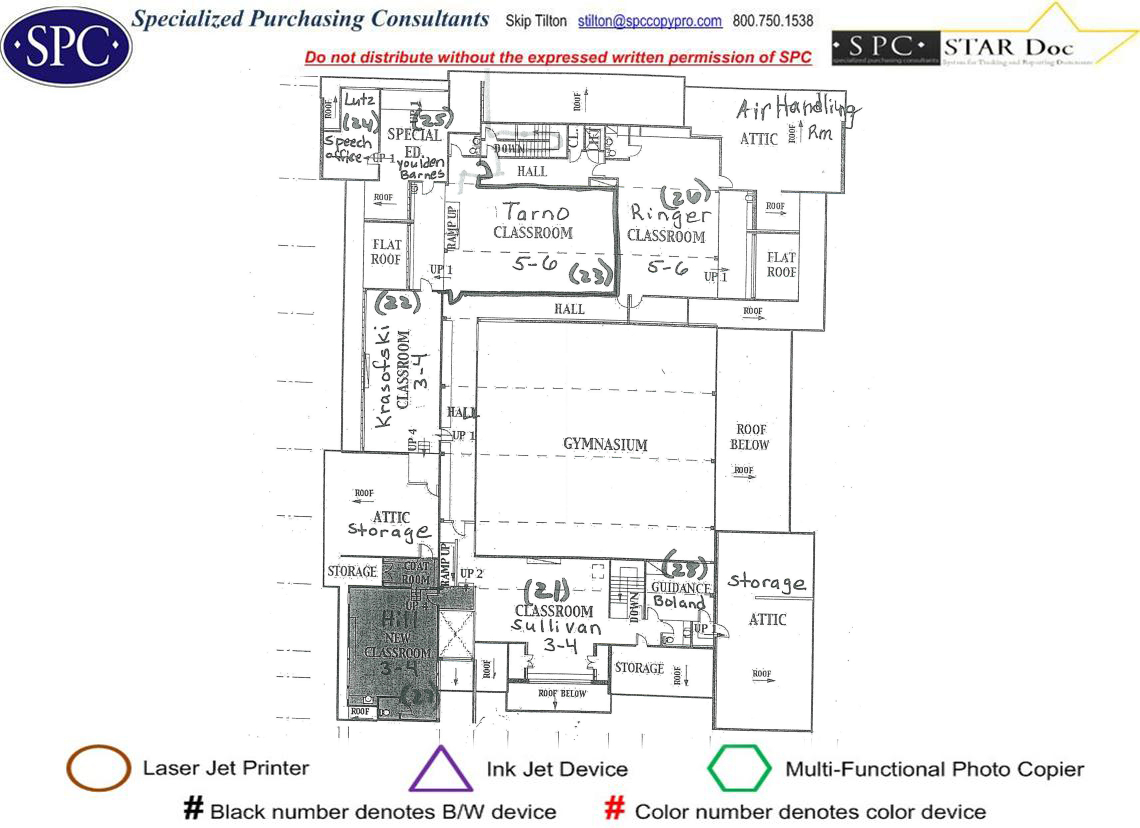 SPC
Specialized Purchasing Consultants Skip Tilton stilton@spccopypro.com 800.750.1538
Do not distribute without the expressed written permission of SPC
SPC STAR Doc
specialized purchasing consultants System for Tracking and Reporting Documents
ROOF
Lutz
(24)
Speech
office
UP 1
UP 1
(25)
SPECIAL
ED.
Youlden
Barnes
ROOF
DOWN
CL.
HALL
Air Handling
Rm
ATTIC
ROOF
ROOF
FLAT
ROOF
RAMP UP
UP 1
Tarno
CLASSROOM
5-6
(23)
(26)
Ringer
CLASSROOM
5-6
UP 1
ROOF
FLAT
ROOF
HALL
ROOF
(22)
Krasofski
CLASSROOM
3-4
UP 4
HALL
UP 1
GYMNASIUM
ROOF
BELOW
ROOF
ROOF
ATTIC
Storage
STORAGE
COAT
ROOM
RAMP UP
UP 2
UP 4
Hill
NEW
CLASSROOM
3-4
(27)
ROOF
ROOF
(21)
CLASSROOM
Sullivan
3-4
DOWN
(28)
GUIDANCE
Boland
UP
STORAGE
ROOF
ROOF BELOW
Storage
ATTIC
ROOF
Laser Jet Printer
Ink Jet Device
Multi-Functional Photo Copier
# Black number denotes B/W device
# Color number denotes color device